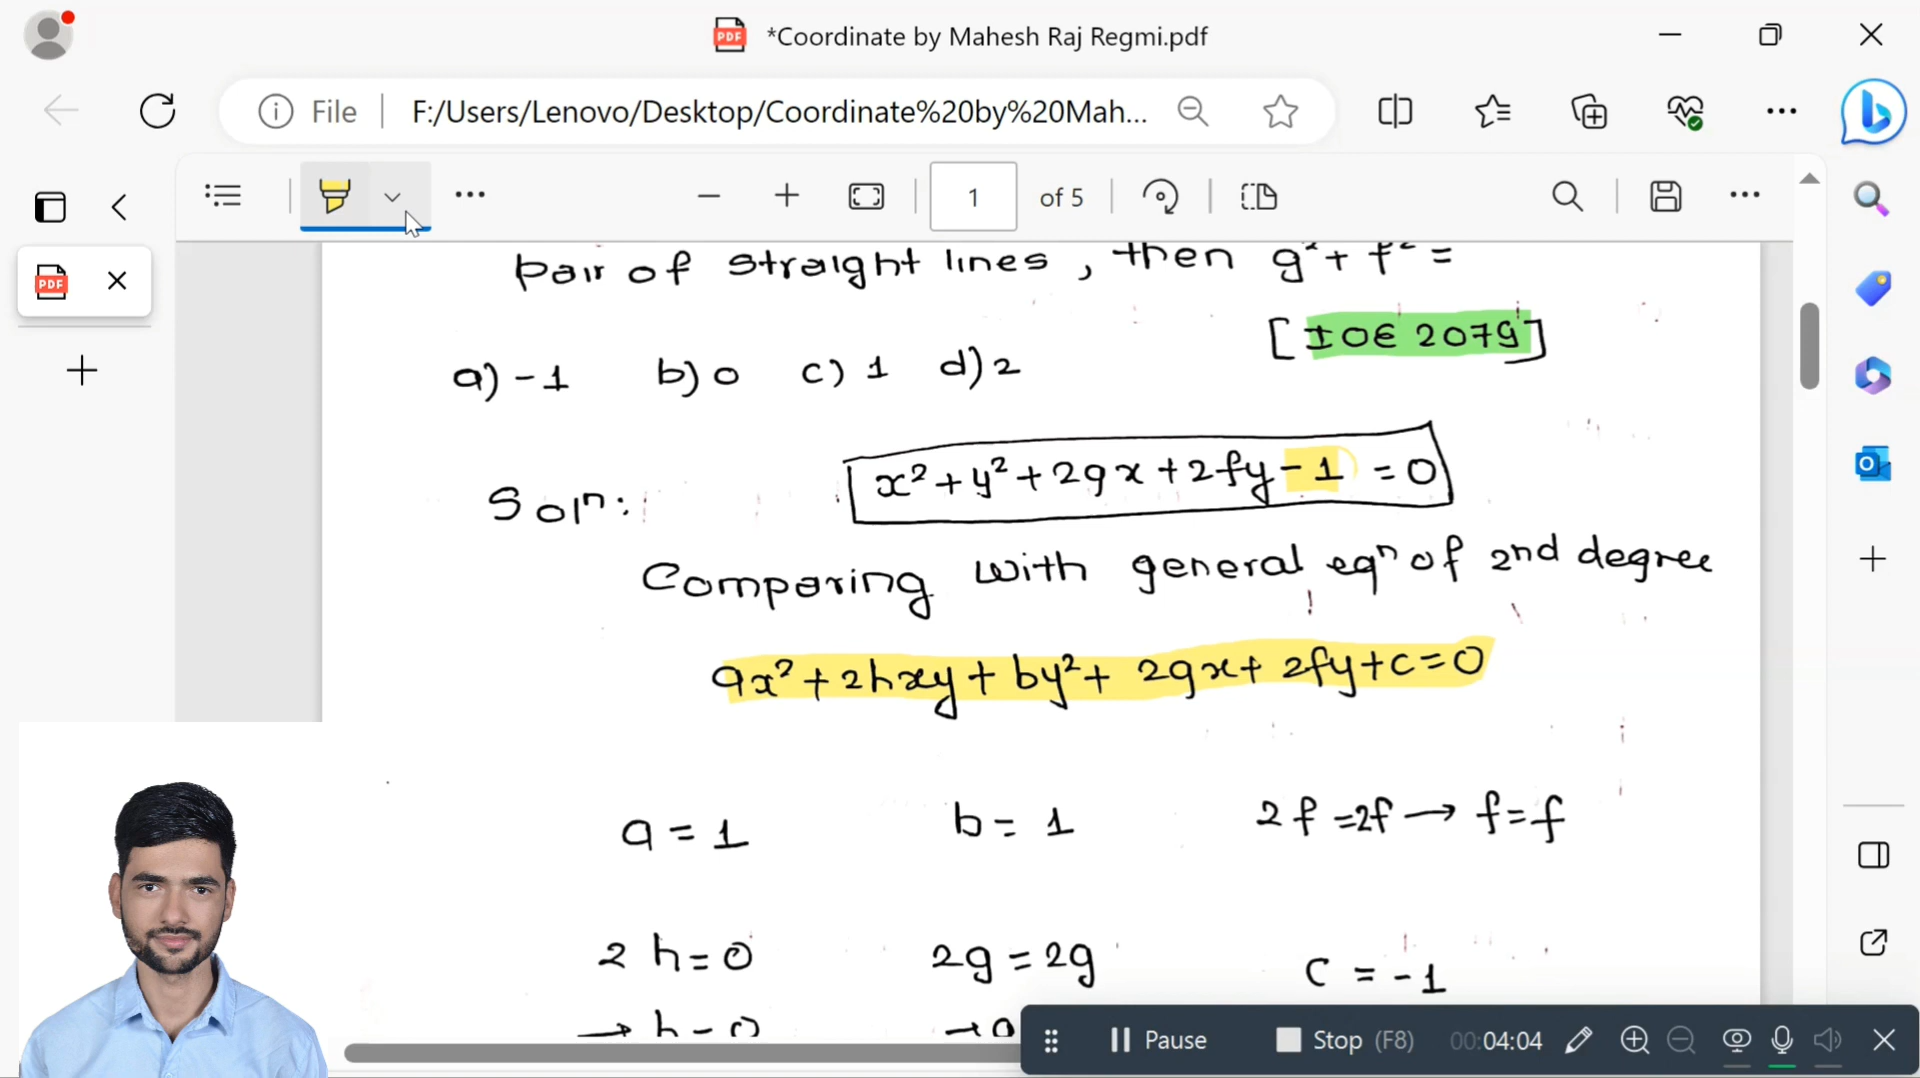 *Coordinate by Mahesh Raj Regmi.pdf
File F:/Users/Lenovo/Desktop/Coordinate%20by%20Mah...
1 of 5
pair of straight lines, then g²+ f² =
[IOE 2079]
a) -1 b) 0 c) 1 d) 2
x²+y²+2gx+2fy-1=0
Solⁿ:
Comparing with general eqⁿ of 2nd degree
ax²+2hxy+by²+2gx+2fy+c=0
a = 1 b = 1 2f=2f→f=f
2h=0 2g=2g c = -1
→ h=0 →
Pause Stop (F8) 00:04:04
PDF
PDF